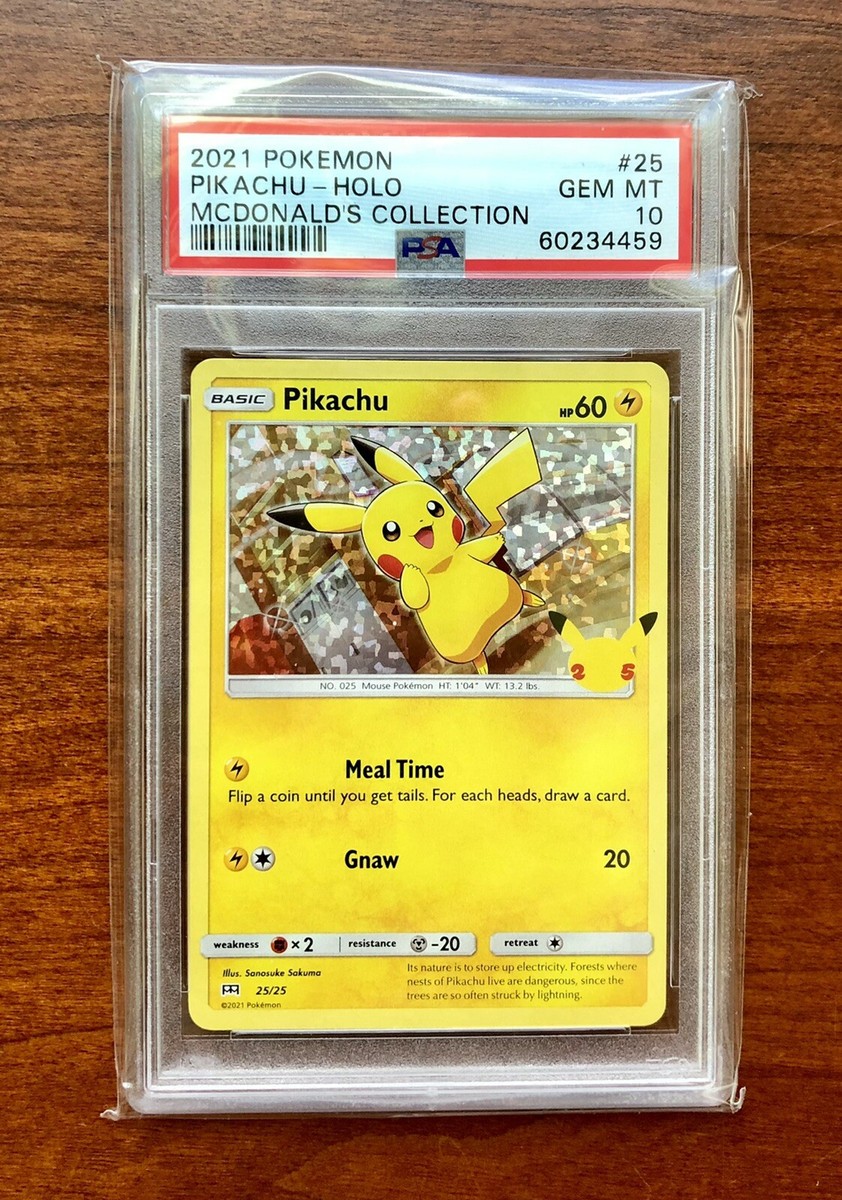 2021 POKEMON #25
PIKACHU – HOLO GEM MT
MCDONALD'S COLLECTION 10
PSA 60234459
BASIC Pikachu HP60
25
NO. 025 Mouse Pokémon HT: 1'04" WT: 13.2 lbs.
Meal Time
Flip a coin until you get tails. For each heads, draw a card.
Gnaw 20
weakness ×2 resistance -20 retreat
Illus. Sanosuke Sakuma
25/25
©2021 Pokémon
Its nature is to store up electricity. Forests where
nests of Pikachu live are dangerous, since the
trees are so often struck by lightning.